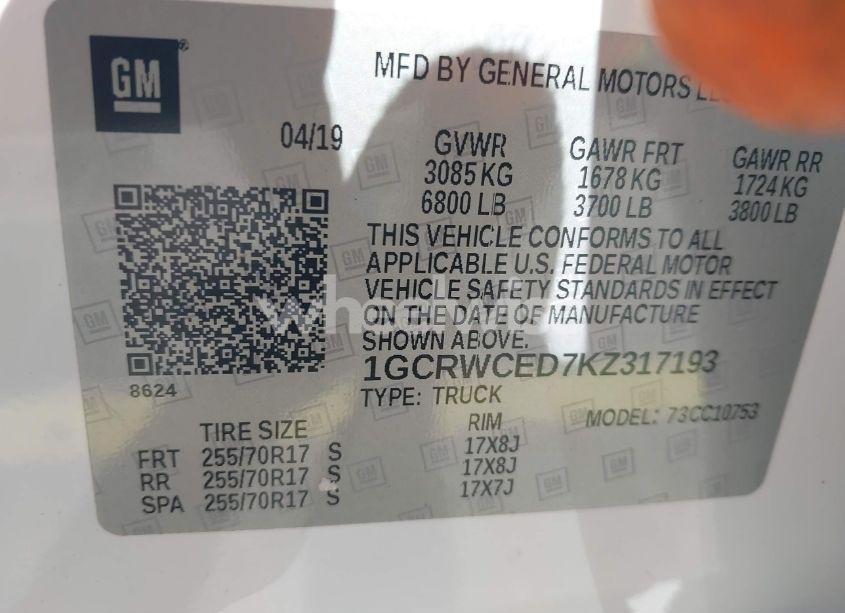 GM
MFD BY GENERAL MOTORS
04/19
GVWR GAWR FRT GAWR RR
3085 KG 1678 KG 1724 KG
6800 LB 3700 LB 3800 LB
THIS VEHICLE CONFORMS TO ALL
APPLICABLE U.S. FEDERAL MOTOR
VEHICLE SAFETY STANDARDS IN EFFECT
ON THE DATE OF MANUFACTURE
SHOWN ABOVE.
1GCRWCED7KZ317193
8624
TYPE: TRUCK
MODEL: 73CC10753
TIRE SIZE RIM
FRT 255/70R17 S 17X8J
RR 255/70R17 S 17X8J
SPA 255/70R17 S 17X7J